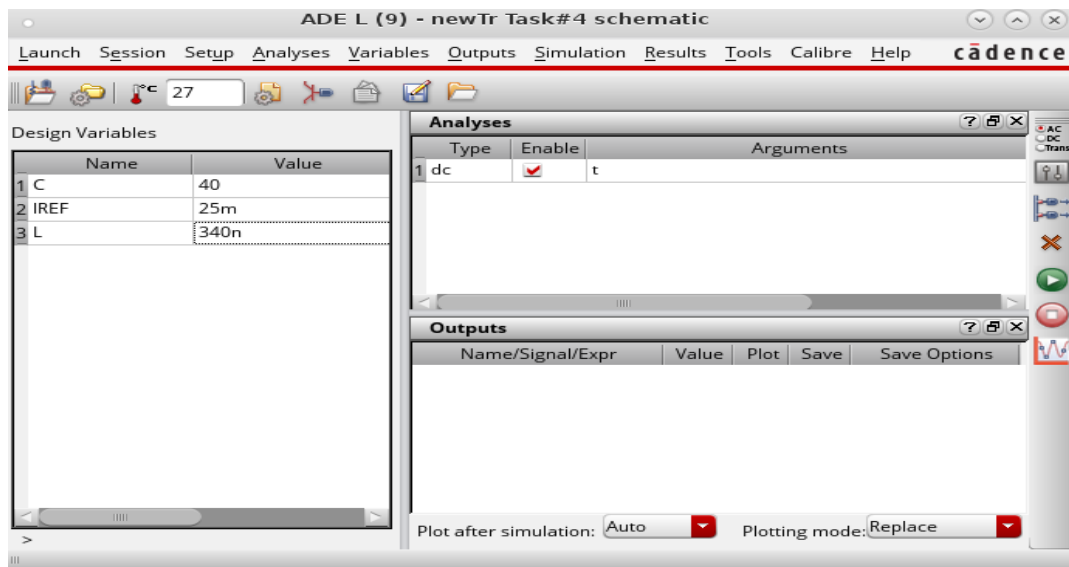 ADE L (9) - newTr Task#4 schematic
Launch Session Setup Analyses Variables Outputs Simulation Results Tools Calibre Help cādence
°C 27
Design Variables
Name Value
1 C 40
2 IREF 25m
3 L 340n
>
Analyses
Type Enable Arguments
1 dc t
Outputs
Name/Signal/Expr Value Plot Save Save Options
Plot after simulation: Auto Plotting mode: Replace
AC
DC
Trans